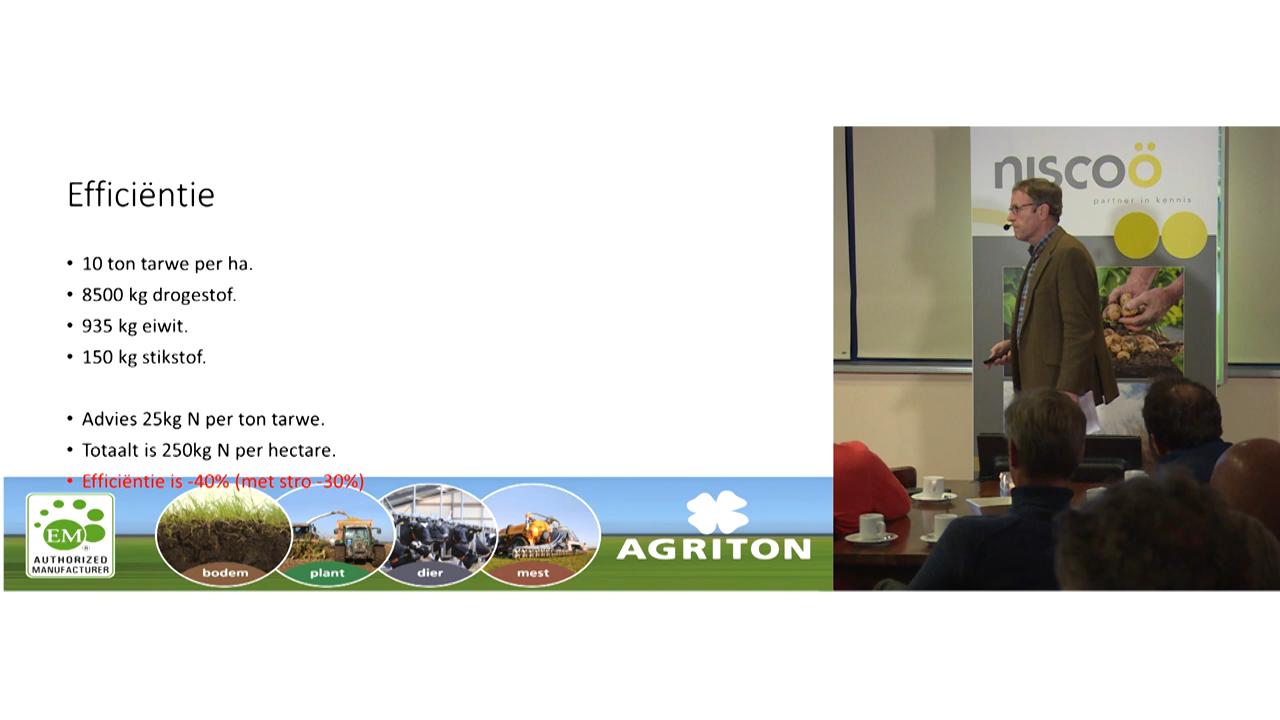 Efficiëntie
• 10 ton tarwe per ha.
• 8500 kg drogestof.
• 935 kg eiwit.
• 150 kg stikstof.
• Advies 25kg N per ton tarwe.
• Totaalt is 250kg N per hectare.
• Efficiëntie is -40% (met stro -30%)
EM®
AUTHORIZED
MANUFACTURER
bodem
plant
dier
mest
AGRITON
niscoö
partner in kennis